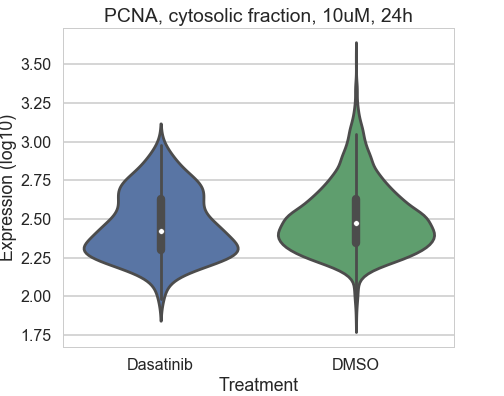 PCNA, cytosolic fraction, 10uM, 24h
Expression (log10)
3.50
3.25
3.00
2.75
2.50
2.25
2.00
1.75
Dasatinib DMSO
Treatment